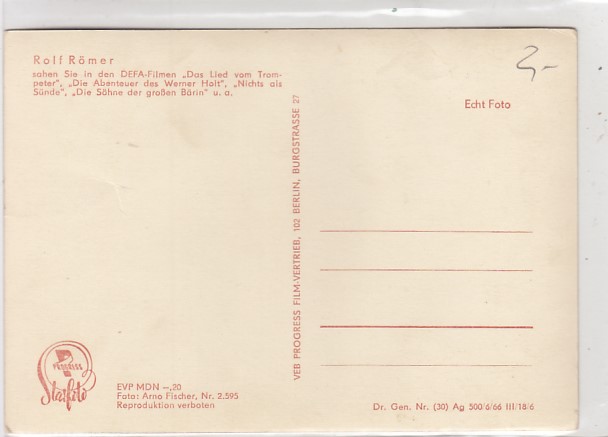 Rolf Römer
sahen Sie in den DEFA-Filmen „Das Lied vom Trom-
peter", „Die Abenteuer des Werner Holt", „Nichts als
Sünde", „Die Söhne der großen Bärin" u. a.
2,-
Echt Foto
VEB PROGRESS FILM-VERTRIEB, 102 BERLIN, BURGSTRASSE 27
PROGRESS
Starfoto
EVP MDN –,20
Foto: Arno Fischer, Nr. 2.595
Reproduktion verboten
Dr. Gen. Nr. (30) Ag 500/6/66 III/18/6